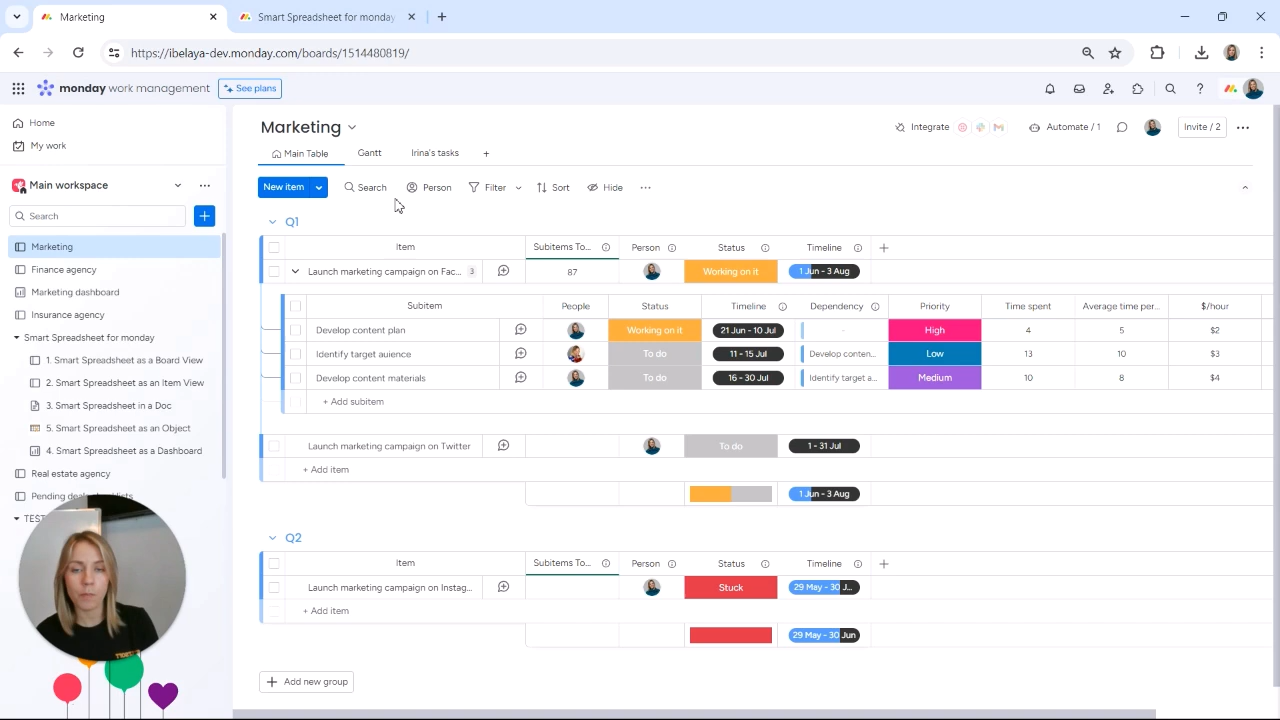 Marketing
Smart Spreadsheet for monday
https://ibelaya-dev.monday.com/boards/1514480819/
monday work management
See plans
Home
My work
Main workspace
Search
Marketing
Finance agency
Marketing dashboard
Insurance agency
Smart Spreadsheet for monday
1. Smart Spreadsheet as a Board View
2. Smart Spreadsheet as an Item View
3. Smart Spreadsheet in a Doc
5. Smart Spreadsheet as an Object
4. Smart Spreadsheet as a Dashboard
Real estate agency
Marketing
Integrate
Automate / 1
Invite / 2
Main Table Gantt Irina's tasks +
New item Search Person Filter Sort Hide
Q1
Item Subitems To... Person Status Timeline
Launch marketing campaign on Fac... 3 87 Working on it 1 Jun - 3 Aug
Subitem People Status Timeline Dependency Priority Time spent Average time per... $/hour
Develop content plan Working on it 21 Jun - 10 Jul - High 4 5 $2
Identify target auience To do 11 - 15 Jul Develop conten... Low 13 10 $3
Develop content materials To do 16 - 30 Jul Identify target a... Medium 10 8 $4
+ Add subitem
Launch marketing campaign on Twitter To do 1 - 31 Jul
+ Add item
1 Jun - 3 Aug
Q2
Item Subitems To... Person Status Timeline
Launch marketing campaign on Instag... Stuck 29 May - 30 J...
+ Add item
29 May - 30 Jun
+ Add new group